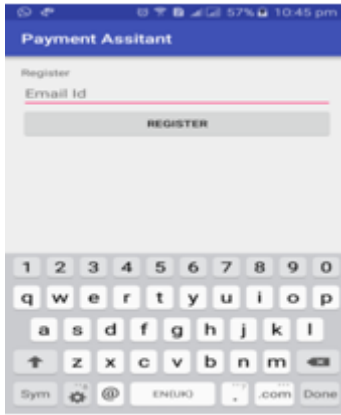 57% 10:45 pm
Payment Assitant
Register
Email Id
REGISTER
1 2 3 4 5 6 7 8 9 0
q w e r t y u i o p
a s d f g h j k l
z x c v b n m
Sym @ EN(UK) . .com Done